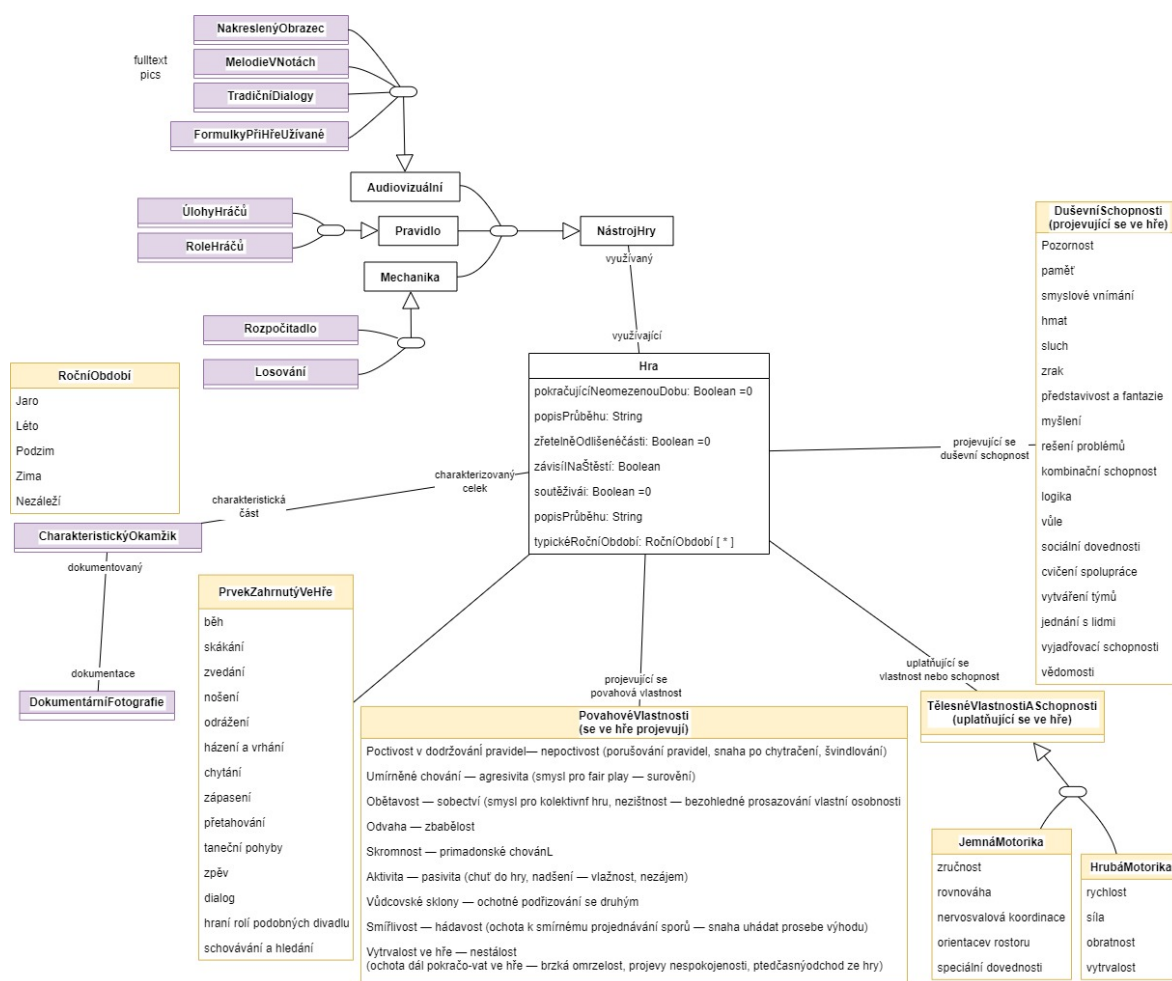 NakreslenýObrazec
fulltext
pics
MelodieVNotách
TradičníDialogy
FormulkyPřiHřeUžívané
Audiovizuální
ÚlohyHráčů
Pravidlo
RoleHráčů
Mechanika
NástrojHry
využívaný
Rozpočitadlo
Losování
využívající
RočníObdobí
Jaro
Léto
Podzim
Zima
Nezáleží
Hra
pokračujícíNeomezenouDobu: Boolean =0
popisPrůběhu: String
zřetelněOdlišenéčásti: Boolean =0
závisíINaŠtěstí: Boolean
soutěživái: Boolean =0
popisPrůběhu: String
typickéRočníObdobí: RočníObdobí [ * ]
charakterizovaný
celek
charakteristická
část
CharakteristickýOkamžik
dokumentovaný
dokumentace
DokumentárníFotografie
projevující se
duševní schopnost
DuševníSchopnosti
(projevující se ve hře)
Pozornost
paměť
smyslové vnímání
hmat
sluch
zrak
představivost a fantazie
myšlení
rešení problémů
kombinační schopnost
logika
vůle
sociální dovednosti
cvičení spolupráce
vytváření týmů
jednání s lidmi
vyjadřovací schopnosti
vědomosti
PrvekZahrnutýVeHře
běh
skákání
zvedání
nošení
odrážení
házení a vrhání
chytání
zápasení
přetahování
taneční pohyby
zpěv
dialog
hraní rolí podobných divadlu
schovávání a hledání
projevující se
povahová vlastnost
PovahovéVlastnosti
(se ve hře projevují)
Poctivost v dodržování pravidel— nepoctivost (porušování pravidel, snaha po chytračení, švindlování)
Umírněné chování — agresivita (smysl pro fair play — surovění)
Obětavost — sobectví (smysl pro kolektivnf hru, nezištnost — bezohledné prosazování vlastní osobnosti
Odvaha — zbabělost
Skromnost — primadonské chovánL
Aktivita — pasivita (chuť do hry, nadšení — vlažnost, nezájem)
Vůdcovské sklony — ochotné podřizování se druhým
Smířlivost — hádavost (ochota k smírnému projednávání sporů — snaha uhádat prosebe výhodu)
Vytrvalost ve hře — nestálost
(ochota dál pokračo-vat ve hře — brzká omrzelost, projevy nespokojenosti, ptedčasnýodchod ze hry)
uplatňující se
vlastnost nebo schopnost
TělesnéVlastnostiASchopnosti
(uplatňující se ve hře)
JemnáMotorika
zručnost
rovnováha
nervosvalová koordinace
orientacev rostoru
speciální dovednosti
HrubáMotorika
rychlost
síla
obratnost
vytrvalost